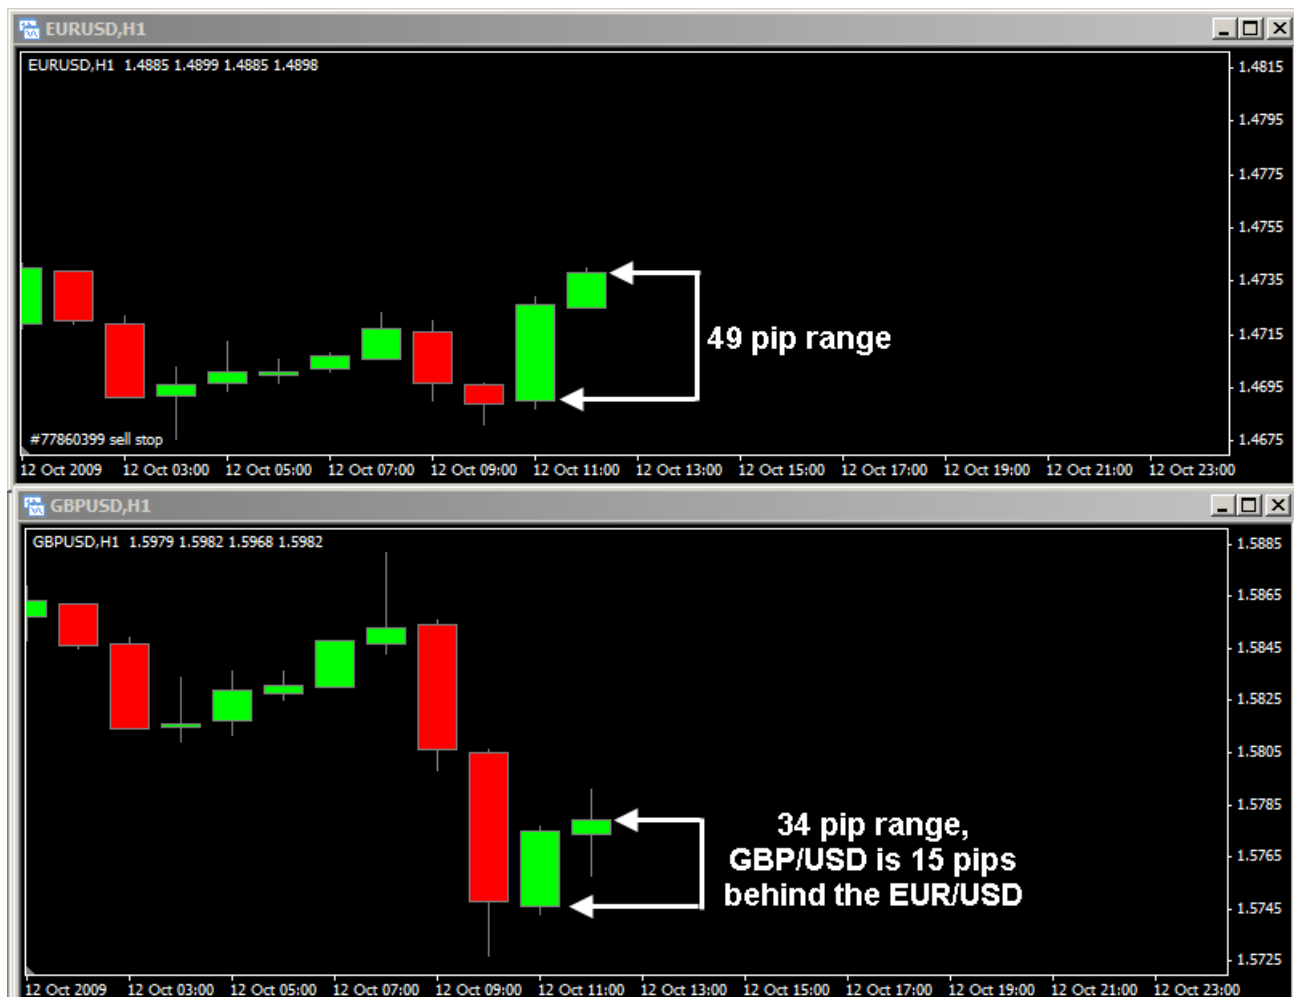 EURUSD,H1
EURUSD,H1 1.4885 1.4899 1.4885 1.4898
1.4815
1.4795
1.4775
1.4755
1.4735
1.4715
1.4695
1.4675
49 pip range
#77860399 sell stop
12 Oct 2009 12 Oct 03:00 12 Oct 05:00 12 Oct 07:00 12 Oct 09:00 12 Oct 11:00 12 Oct 13:00 12 Oct 15:00 12 Oct 17:00 12 Oct 19:00 12 Oct 21:00 12 Oct 23:00
GBPUSD,H1
GBPUSD,H1 1.5979 1.5982 1.5968 1.5982
1.5885
1.5865
1.5845
1.5825
1.5805
1.5785
1.5765
1.5745
1.5725
34 pip range,
GBP/USD is 15 pips
behind the EUR/USD
12 Oct 2009 12 Oct 03:00 12 Oct 05:00 12 Oct 07:00 12 Oct 09:00 12 Oct 11:00 12 Oct 13:00 12 Oct 15:00 12 Oct 17:00 12 Oct 19:00 12 Oct 21:00 12 Oct 23:00